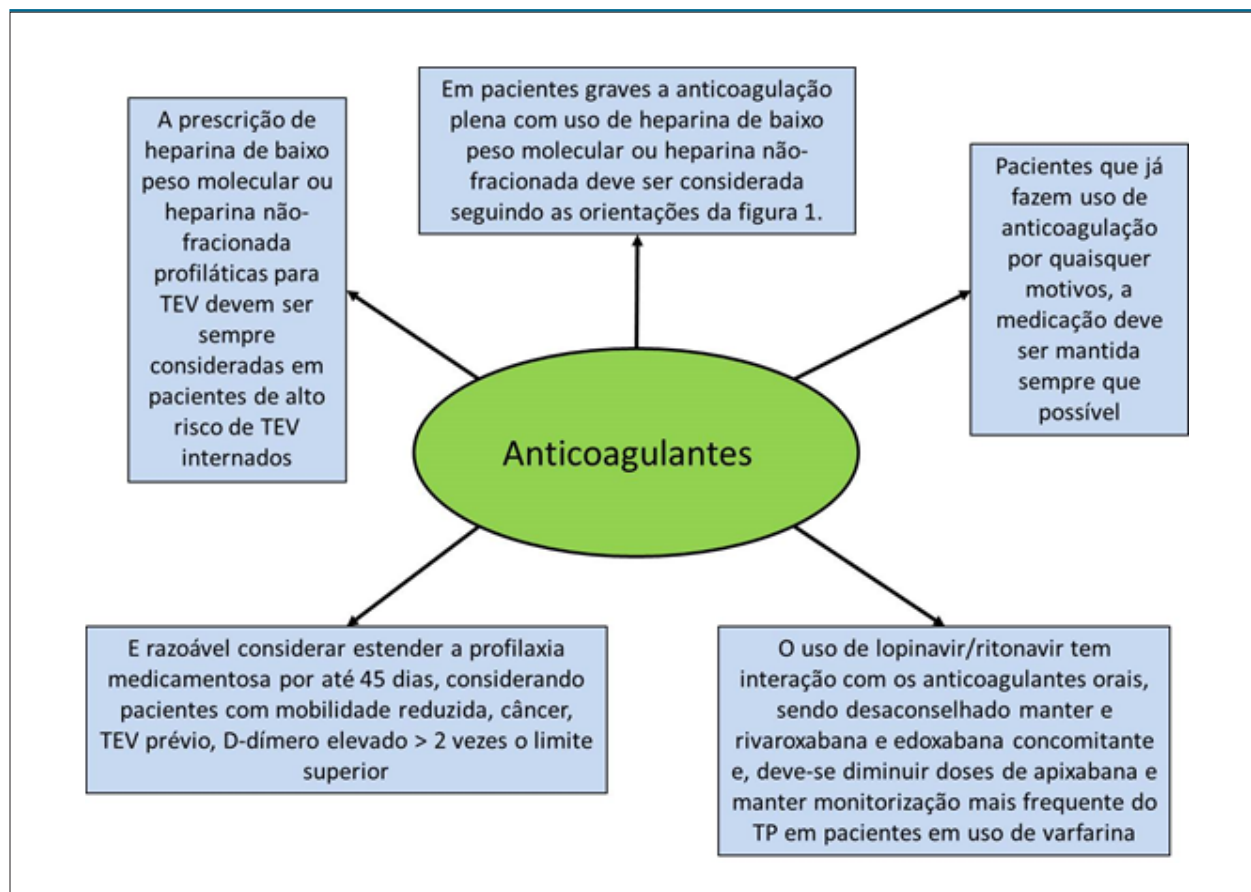 A prescrição de
heparina de baixo
peso molecular ou
heparina não-
fracionada
profiláticas para
TEV devem ser
sempre
consideradas em
pacientes de alto
risco de TEV
internados
Em pacientes graves a anticoagulação
plena com uso de heparina de baixo
peso molecular ou heparina não-
fracionada deve ser considerada
seguindo as orientações da figura 1.
Pacientes que já
fazem uso de
anticoagulação
por quaisquer
motivos, a
medicação deve
ser mantida
sempre que
possível
Anticoagulantes
E razoável considerar estender a profilaxia
medicamentosa por até 45 dias, considerando
pacientes com mobilidade reduzida, câncer,
TEV prévio, D-dímero elevado > 2 vezes o limite
superior
O uso de lopinavir/ritonavir tem
interação com os anticoagulantes orais,
sendo desaconselhado manter e
rivaroxabana e edoxabana concomitante
e, deve-se diminuir doses de apixabana e
manter monitorização mais frequente do
TP em pacientes em uso de varfarina